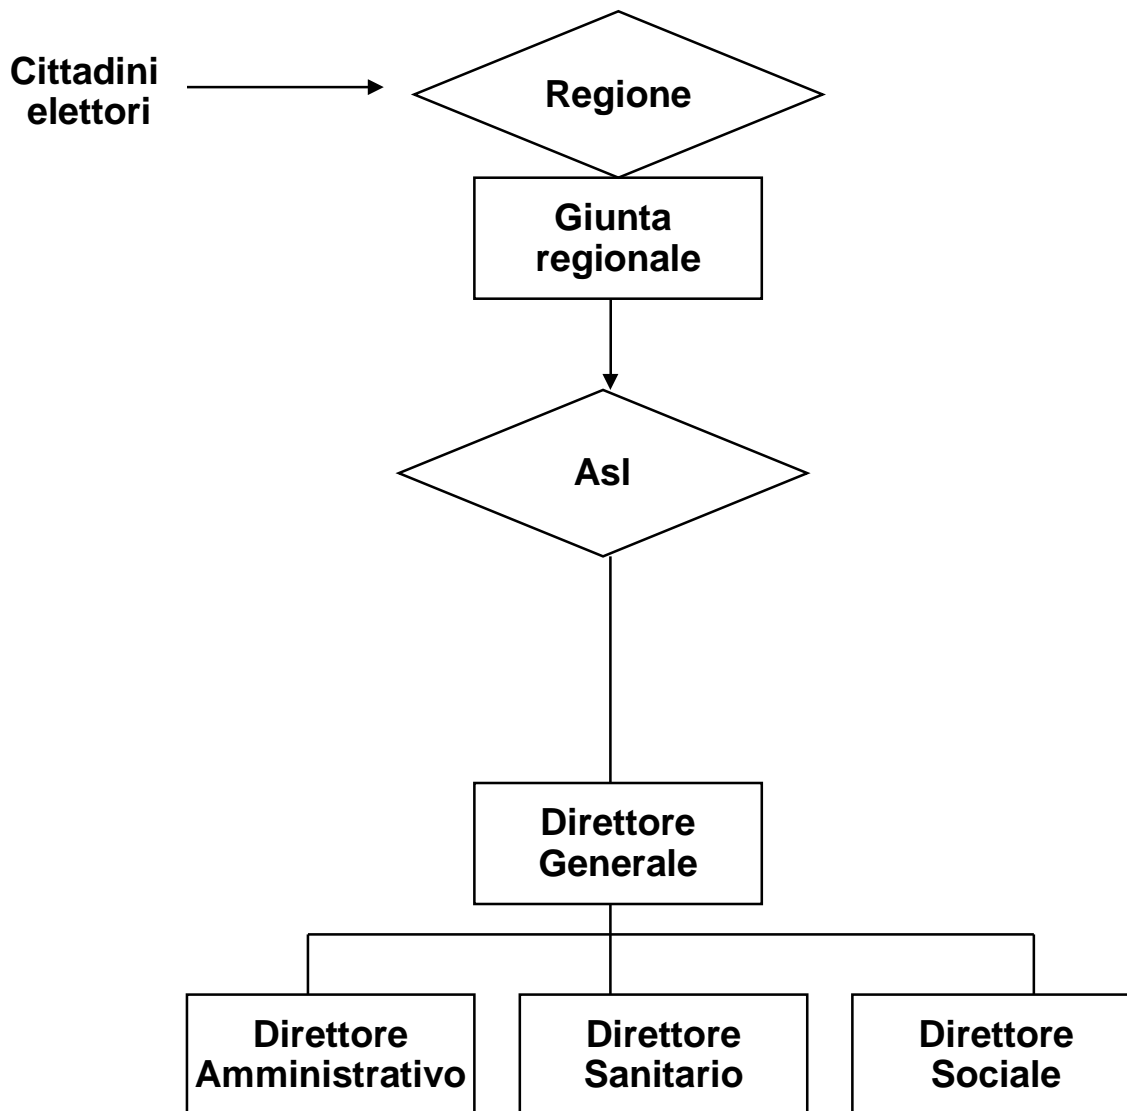 Cittadini
elettori
Regione
Giunta
regionale
Asl
Direttore
Generale
Direttore
Amministrativo
Direttore
Sanitario
Direttore
Sociale